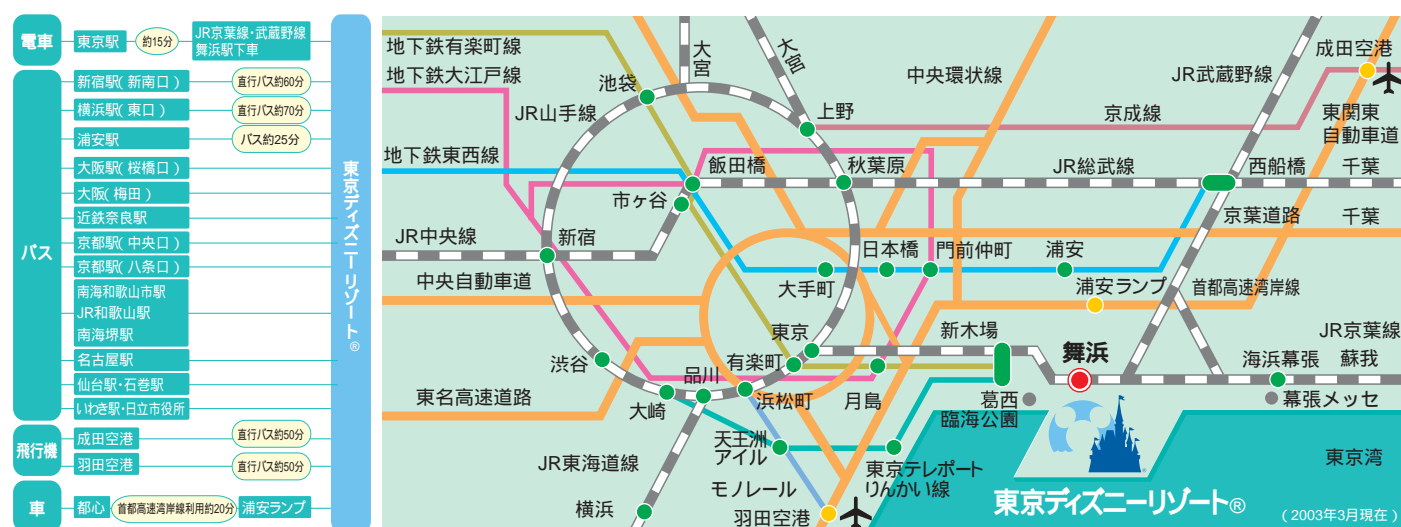 電車
東京駅
約15分
JR京葉線・武蔵野線
舞浜駅下車
バス
新宿駅(新南口)
直行バス約60分
横浜駅(東口)
直行バス約70分
浦安駅
バス約25分
大阪駅(桜橋口)
大阪(梅田)
近鉄奈良駅
京都駅(中央口)
京都駅(八条口)
南海和歌山市駅
JR和歌山駅
南海堺駅
名古屋駅
仙台駅・石巻駅
いわき駅・日立市役所
飛行機
成田空港
直行バス約50分
羽田空港
直行バス約50分
車
都心
首都高速湾岸線利用約20分
浦安ランプ
東京ディズニーリゾート®
地下鉄有楽町線
地下鉄大江戸線
地下鉄東西線
JR中央線
中央自動車道
東名高速道路
大宮
大宮
池袋
JR山手線
上野
中央環状線
JR武蔵野線
成田空港
京成線
東関東
自動車道
飯田橋
秋葉原
JR総武線
西船橋
千葉
市ヶ谷
京葉道路
千葉
新宿
日本橋
門前仲町
浦安
大手町
浦安ランプ
首都高速湾岸線
東京
新木場
舞浜
JR京葉線
渋谷
有楽町
海浜幕張
蘇我
品川
大崎
浜松町
月島
葛西
臨海公園
幕張メッセ
天王洲
アイル
東京テレポート
りんかい線
JR東海道線
モノレール
横浜
羽田空港
東京湾
東京ディズニーリゾート®
(2003年3月現在)